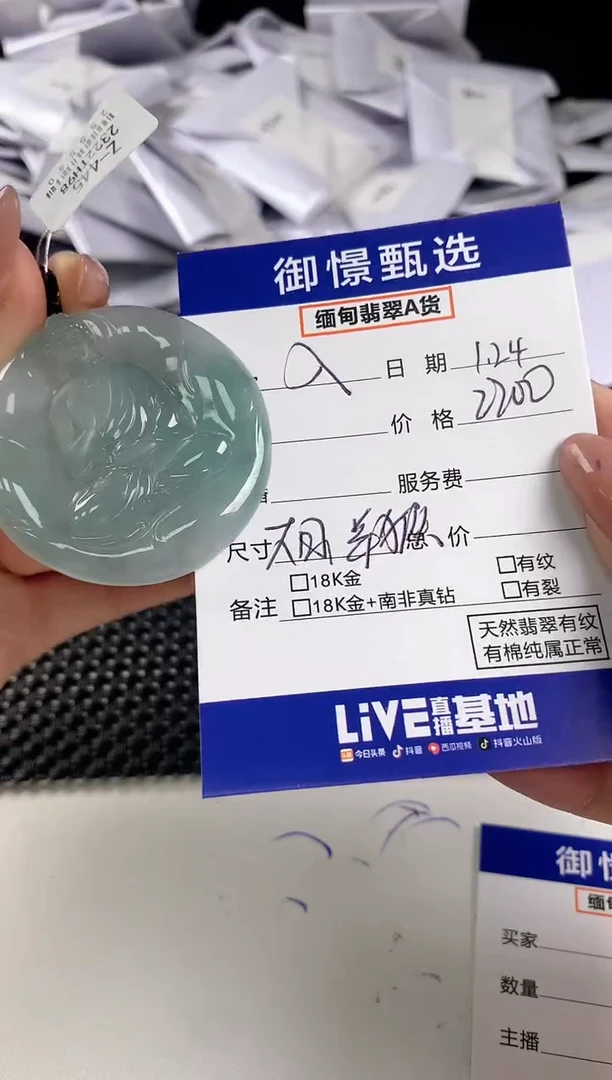 Z-446
2322TH98
御憬甄选
缅甸翡翠A货
日 期 1.24
价 格 2200
服务费
尺寸 总 价
□18K金 □有纹
备注 □18K金+南非真钻 □有裂
天然翡翠有纹
有棉纯属正常
LiVE直播基地
今日头条 抖音 西瓜视频 抖音火山版
御
缅
买家
数量
主播